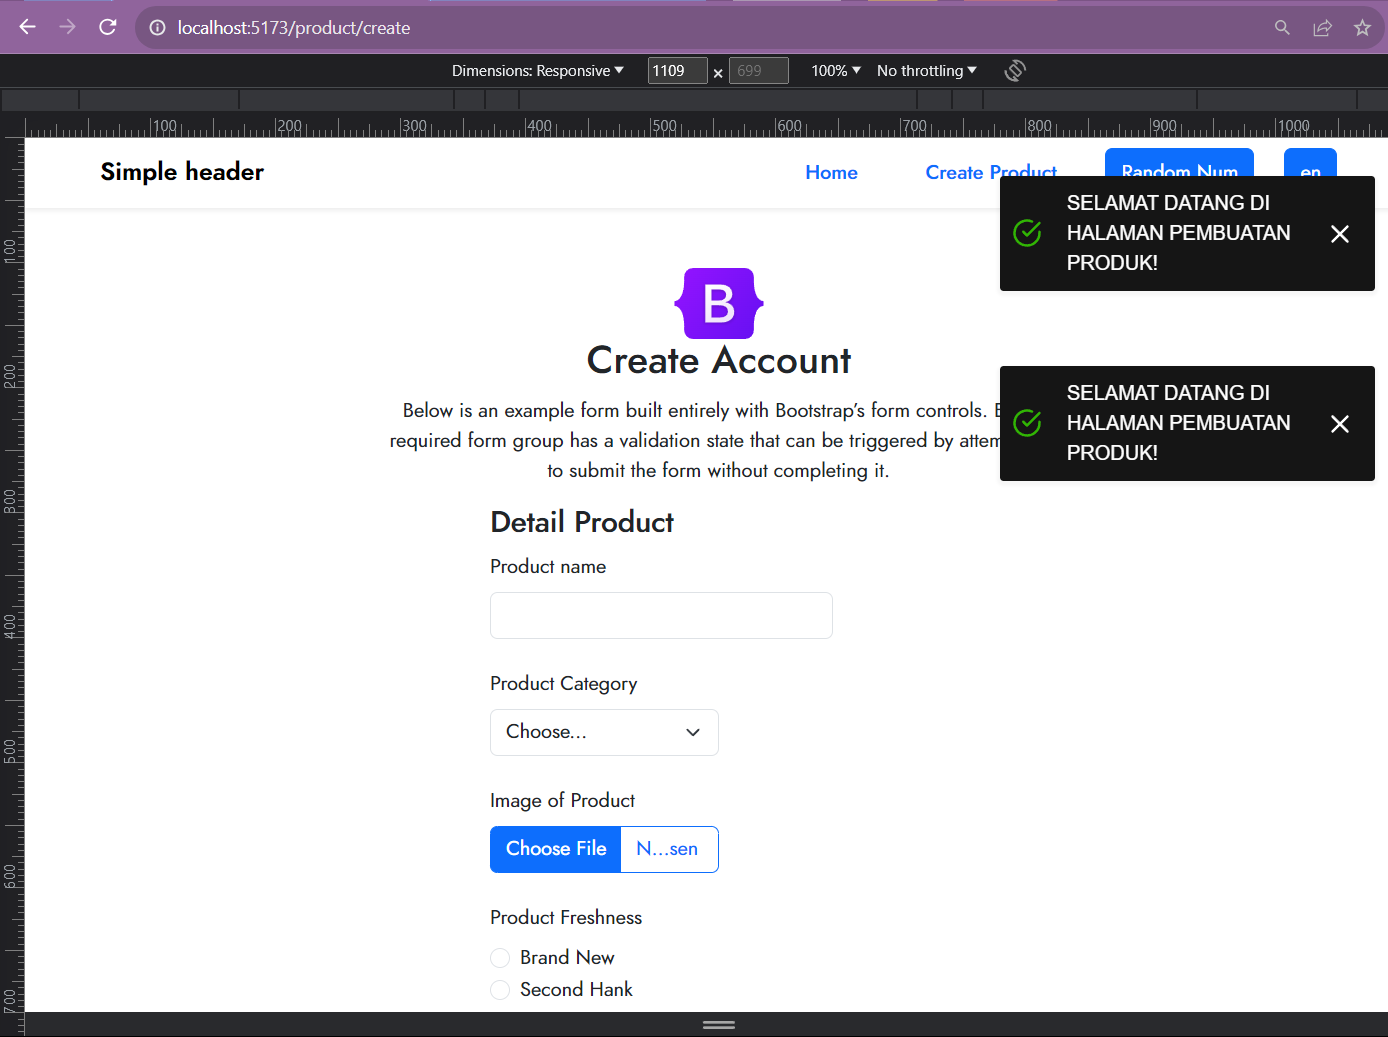 localhost:5173/product/create
Dimensions: Responsive 1109 × 699 100% No throttling
100 200 300 400 500 600 700 800 900 1000
Simple header Home Create Product Random Num en
SELAMAT DATANG DI
HALAMAN PEMBUATAN
PRODUK!
B
Create Account
Below is an example form built entirely with Bootstrap’s form controls.
required form group has a validation state that can be triggered by
to submit the form without completing it.
SELAMAT DATANG DI
HALAMAN PEMBUATAN
PRODUK!
Detail Product
Product name
Product Category
Choose...
Image of Product
Choose File N...sen
Product Freshness
Brand New
Second Hank
100
200
300
400
500
600
700